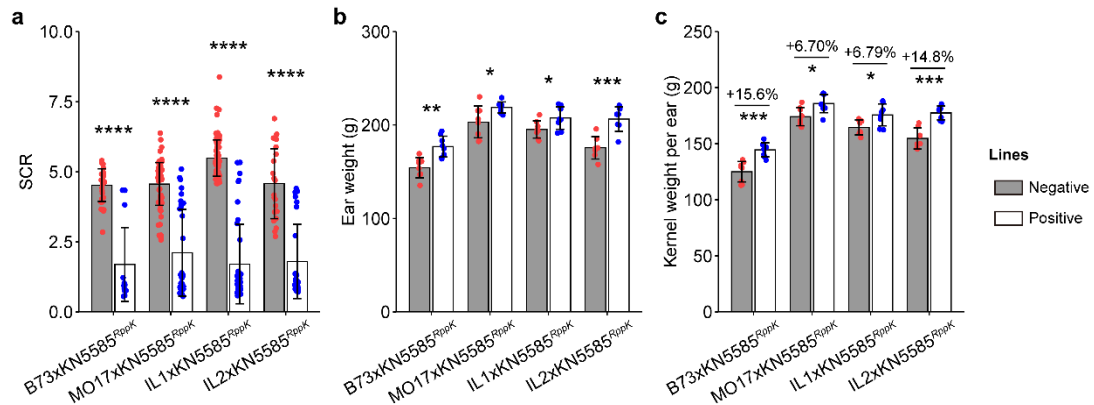 a
SCR
10.0
7.5
5.0
2.5
0.0
****
****
****
****
B73xKN5585RppK
MO17xKN5585RppK
IL1xKN5585RppK
IL2xKN5585RppK
b
Ear weight (g)
300
200
100
0
**
*
*
***
B73xKN5585RppK
MO17xKN5585RppK
IL1xKN5585RppK
IL2xKN5585RppK
c
Kernel weight per ear (g)
250
200
150
100
50
0
+15.6%
***
+6.70%
*
+6.79%
*
+14.8%
***
B73xKN5585RppK
MO17xKN5585RppK
IL1xKN5585RppK
IL2xKN5585RppK
Lines
Negative
Positive